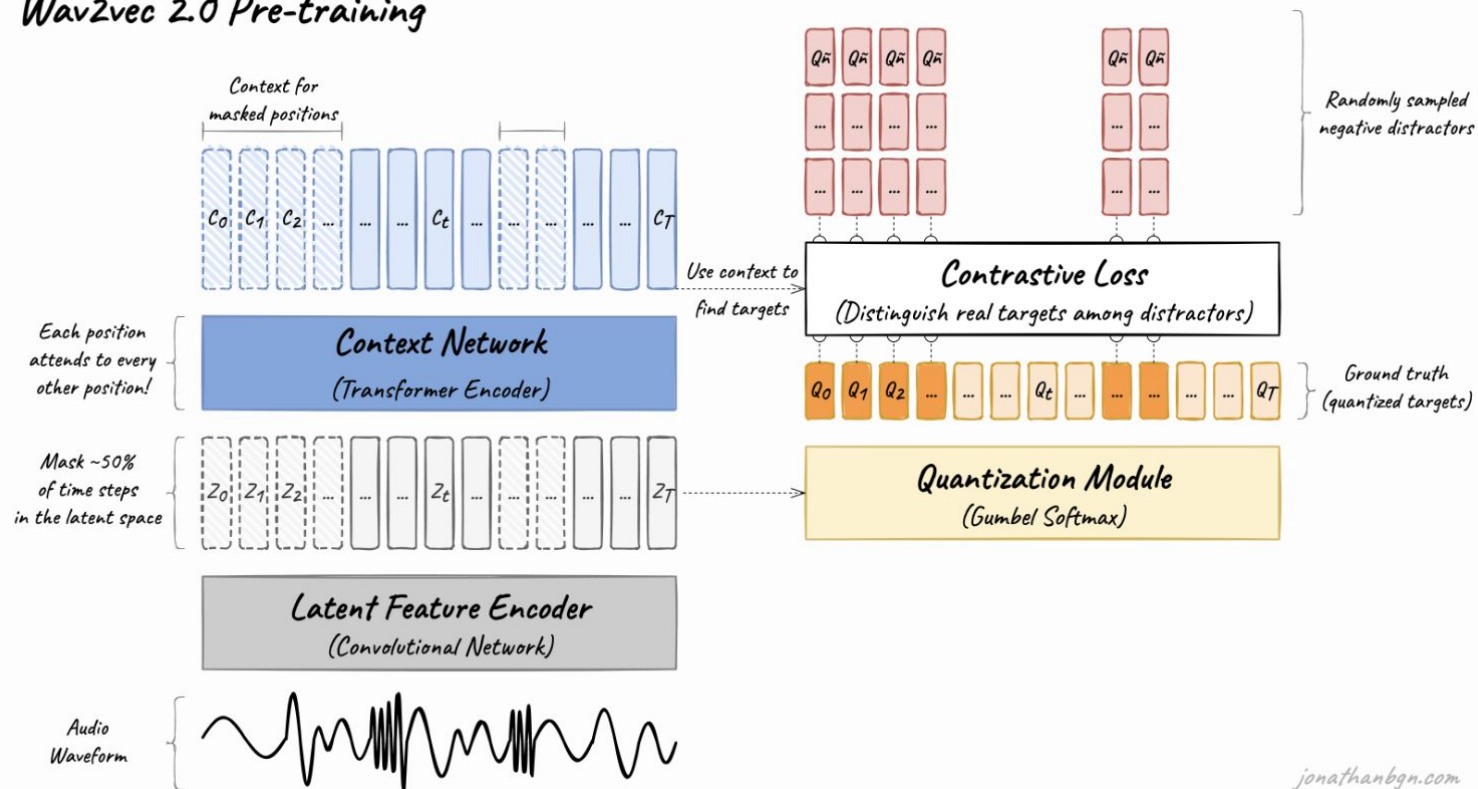 Wav2vec 2.0 Pre-training
Context for
masked positions
C0 C1 C2 ... ... ... Ct ... ... ... ... ... CT
Each position
attends to every
other position!
Context Network
(Transformer Encoder)
Mask ~50%
of time steps
in the latent space
Z0 Z1 Z2 ... ... ... Zt ... ... ... ... ... ZT
Latent Feature Encoder
(Convolutional Network)
Audio
Waveform
Use context to
find targets
Qñ Qñ Qñ Qñ Qñ Qñ
... ... ... ... ... ...
... ... ... ... ... ...
Randomly sampled
negative distractors
Contrastive Loss
(Distinguish real targets among distractors)
Q0 Q1 Q2 ... ... ... Qt ... ... ... ... ... QT
Ground truth
(quantized targets)
Quantization Module
(Gumbel Softmax)
jonathanbgn.com